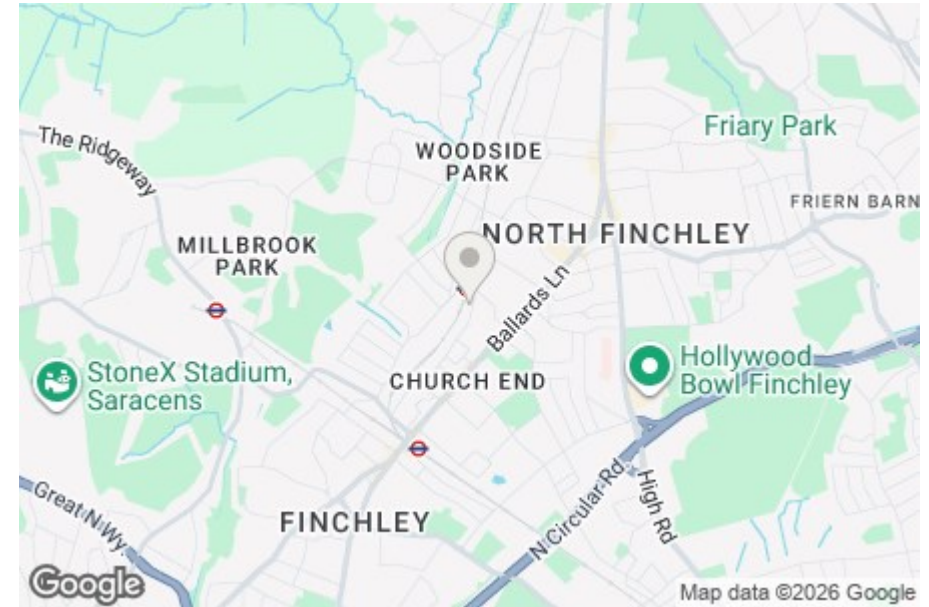 The Ridgeway
WOODSIDE
PARK
Friary Park
FRIERN BARN
NORTH FINCHLEY
MILLBROOK
PARK
Ballards Ln
StoneX Stadium,
Saracens
CHURCH END
Hollywood
Bowl Finchley
Great N Wy
FINCHLEY
N Circular Rd
High Rd
Google
Map data ©2026 Google